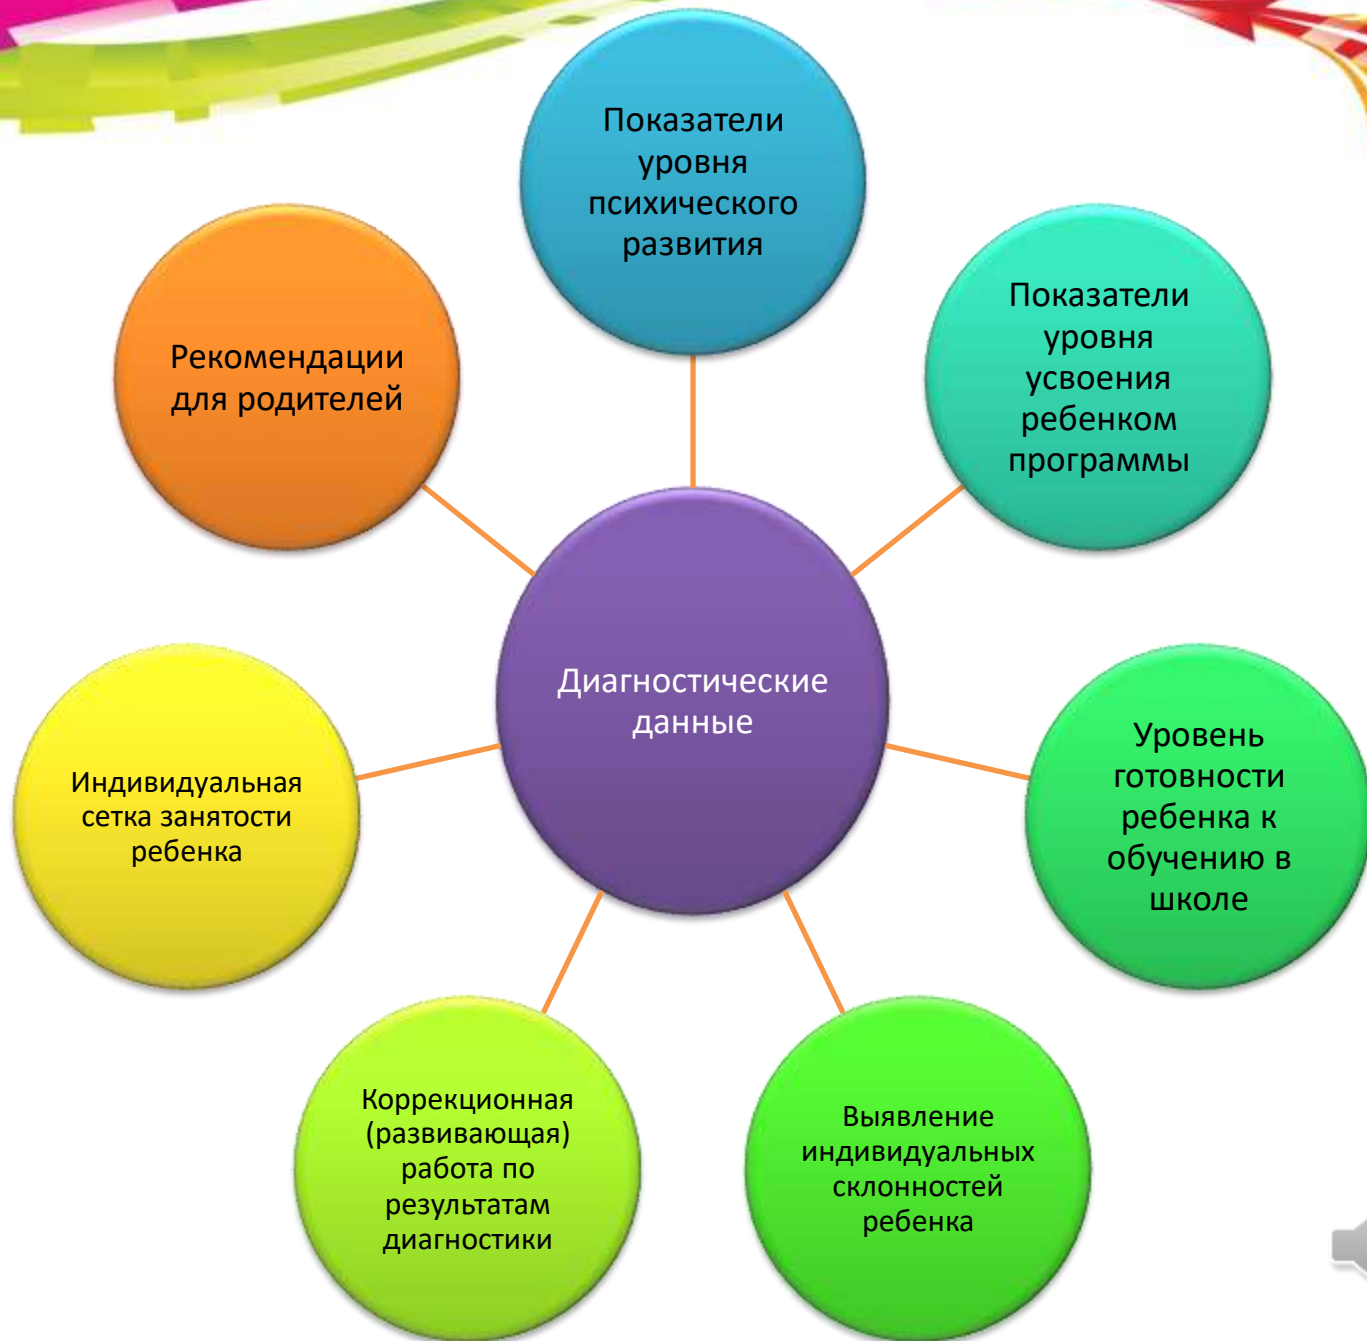 Показатели
уровня
психического
развития
Показатели
уровня
усвоения
ребенком
программы
Уровень
готовности
ребенка к
обучению в
школе
Выявление
индивидуальных
склонностей
ребенка
Коррекционная
(развивающая)
работа по
результатам
диагностики
Индивидуальная
сетка занятости
ребенка
Рекомендации
для родителей
Диагностические
данные